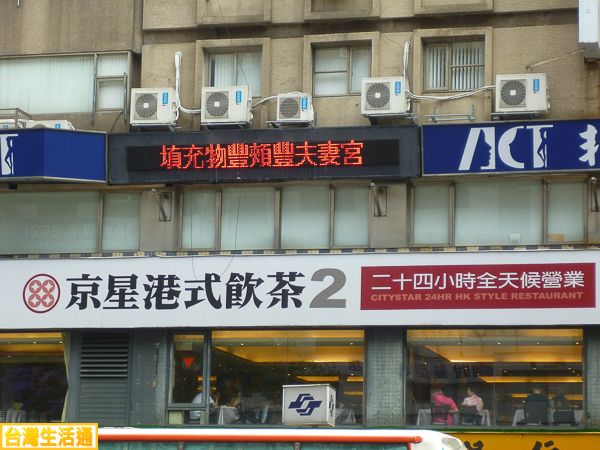 填充物豐頰豐夫妻宮
ACT
京星港式飲茶2
二十四小時全天候營業
CITYSTAR 24HR HK STYLE RESTAURANT
台灣生活通